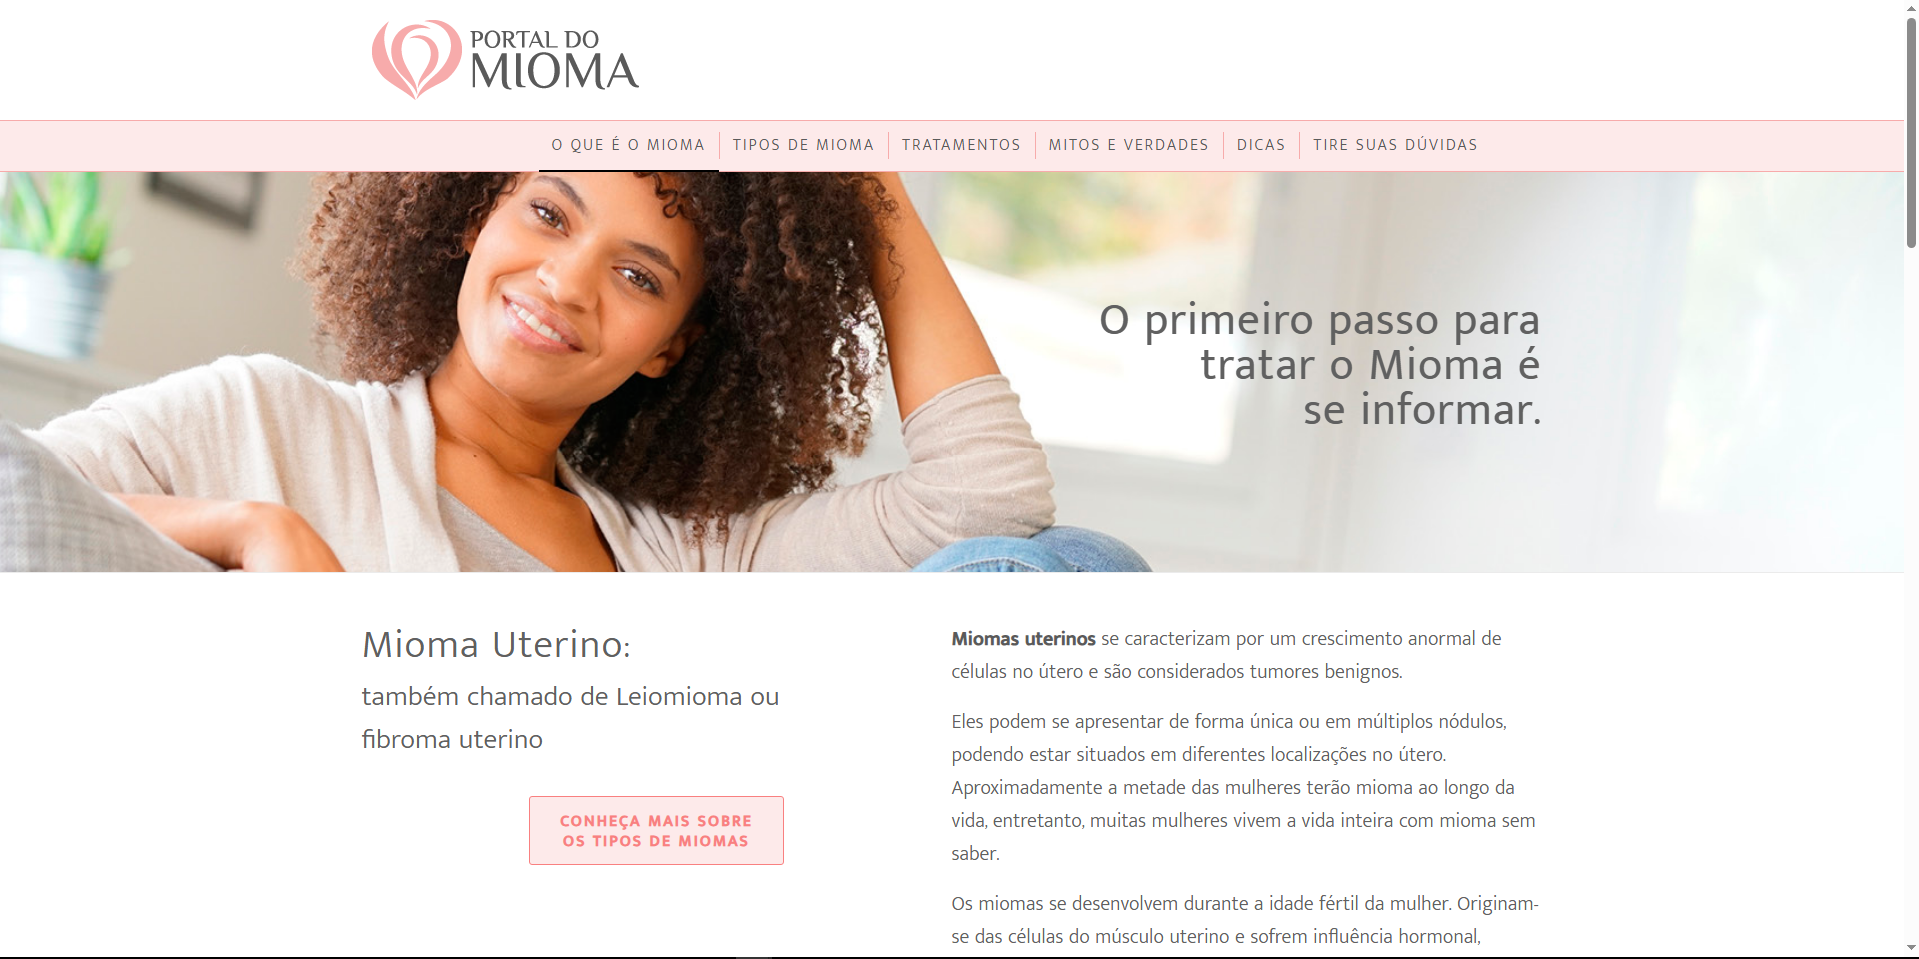 PORTAL DO
MIOMA
O QUE É O MIOMA
TIPOS DE MIOMA
TRATAMENTOS
MITOS E VERDADES
DICAS
TIRE SUAS DÚVIDAS
O primeiro passo para
tratar o Mioma é
se informar.
Mioma Uterino:
também chamado de Leiomioma ou
fibroma uterino
CONHEÇA MAIS SOBRE
OS TIPOS DE MIOMAS
Miomas uterinos se caracterizam por um crescimento anormal de
células no útero e são considerados tumores benignos.
Eles podem se apresentar de forma única ou em múltiplos nódulos,
podendo estar situados em diferentes localizações no útero.
Aproximadamente a metade das mulheres terão mioma ao longo da
vida, entretanto, muitas mulheres vivem a vida inteira com mioma sem
saber.
Os miomas se desenvolvem durante a idade fértil da mulher. Originam-
se das células do músculo uterino e sofrem influência hormonal,